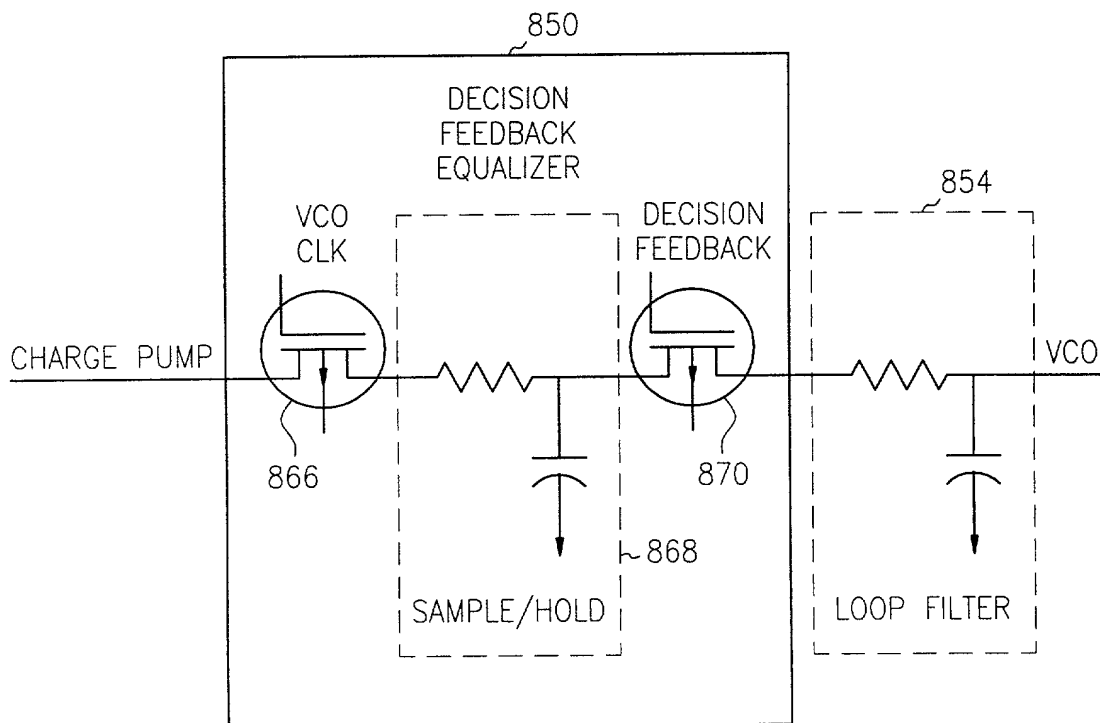 850
DECISION
FEEDBACK
EQUALIZER
854
VCO
CLK
DECISION
FEEDBACK
CHARGE PUMP
VCO
866
870
868
SAMPLE/HOLD
LOOP FILTER